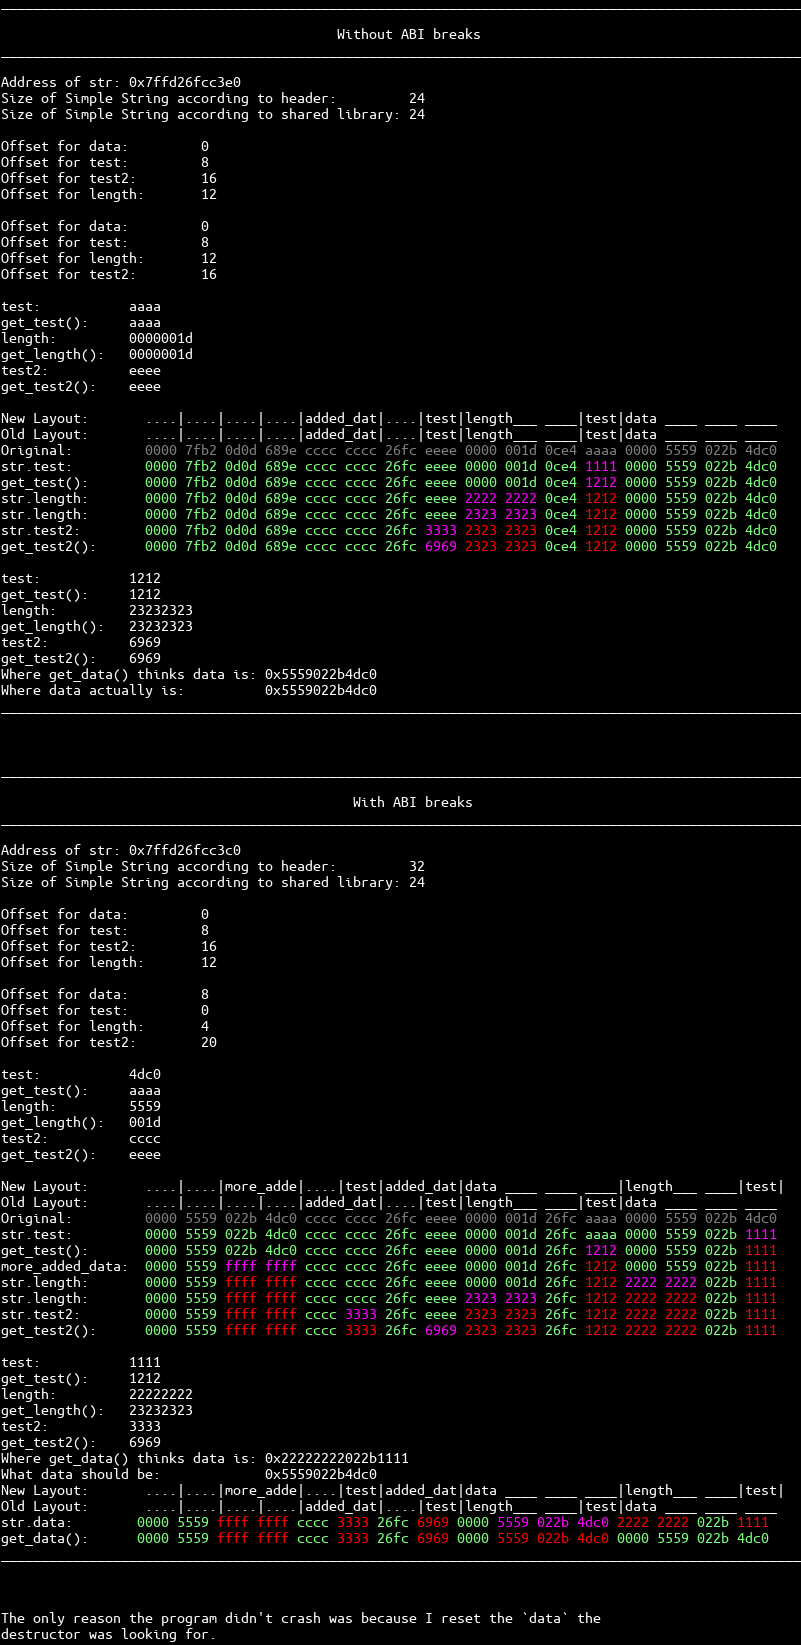 Without ABI breaks
Address of str: 0x7ffd26fcc3e0
Size of Simple String according to header:         24
Size of Simple String according to shared library: 24
Offset for data:         0
Offset for test:         8
Offset for test2:        16
Offset for length:       12
Offset for data:         0
Offset for test:         8
Offset for length:       12
Offset for test2:        16
test:           aaaa
get_test():     aaaa
length:         0000001d
get_length():   0000001d
test2:          eeee
get_test2():    eeee
New Layout:       ....|....|....|....|added_dat|....|test|length___ ____|test|data ____ ____ ____
Old Layout:       ....|....|....|....|added_dat|....|test|length___ ____|test|data ____ ____ ____
Original:         0000 7fb2 0d0d 689e cccc cccc 26fc eeee 0000 001d 0ce4 aaaa 0000 5559 022b 4dc0
str.test:         0000 7fb2 0d0d 689e cccc cccc 26fc eeee 0000 001d 0ce4 1111 0000 5559 022b 4dc0
get_test():       0000 7fb2 0d0d 689e cccc cccc 26fc eeee 0000 001d 0ce4 1212 0000 5559 022b 4dc0
str.length:       0000 7fb2 0d0d 689e cccc cccc 26fc eeee 2222 2222 0ce4 1212 0000 5559 022b 4dc0
str.length:       0000 7fb2 0d0d 689e cccc cccc 26fc eeee 2323 2323 0ce4 1212 0000 5559 022b 4dc0
str.test2:        0000 7fb2 0d0d 689e cccc cccc 26fc 3333 2323 2323 0ce4 1212 0000 5559 022b 4dc0
get_test2():      0000 7fb2 0d0d 689e cccc cccc 26fc 6969 2323 2323 0ce4 1212 0000 5559 022b 4dc0
test:           1212
get_test():     1212
length:         23232323
get_length():   23232323
test2:          6969
get_test2():    6969
Where get_data() thinks data is: 0x5559022b4dc0
Where data actually is:          0x5559022b4dc0
With ABI breaks
Address of str: 0x7ffd26fcc3c0
Size of Simple String according to header:         32
Size of Simple String according to shared library: 24
Offset for data:         0
Offset for test:         8
Offset for test2:        16
Offset for length:       12
Offset for data:         8
Offset for test:         0
Offset for length:       4
Offset for test2:        20
test:           4dc0
get_test():     aaaa
length:         5559
get_length():   001d
test2:          cccc
get_test2():    eeee
New Layout:       ....|....|more_adde|....|test|added_dat|data ____ ____ ____|length___ ____|test|
Old Layout:       ....|....|....|....|added_dat|....|test|length___ ____|test|data ____ ____ ____
Original:         0000 5559 022b 4dc0 cccc cccc 26fc eeee 0000 001d 26fc aaaa 0000 5559 022b 4dc0
str.test:         0000 5559 022b 4dc0 cccc cccc 26fc eeee 0000 001d 26fc aaaa 0000 5559 022b 1111
get_test():       0000 5559 022b 4dc0 cccc cccc 26fc eeee 0000 001d 26fc 1212 0000 5559 022b 1111
more_added_data:  0000 5559 ffff ffff cccc cccc 26fc eeee 0000 001d 26fc 1212 0000 5559 022b 1111
str.length:       0000 5559 ffff ffff cccc cccc 26fc eeee 0000 001d 26fc 1212 2222 2222 022b 1111
str.length:       0000 5559 ffff ffff cccc cccc 26fc eeee 2323 2323 26fc 1212 2222 2222 022b 1111
str.test2:        0000 5559 ffff ffff cccc 3333 26fc eeee 2323 2323 26fc 1212 2222 2222 022b 1111
get_test2():      0000 5559 ffff ffff cccc 3333 26fc 6969 2323 2323 26fc 1212 2222 2222 022b 1111
test:           1111
get_test():     1212
length:         22222222
get_length():   23232323
test2:          3333
get_test2():    6969
Where get_data() thinks data is: 0x22222222022b1111
What data should be:             0x5559022b4dc0
New Layout:       ....|....|more_adde|....|test|added_dat|data ____ ____ ____|length___ ____|test|
Old Layout:       ....|....|....|....|added_dat|....|test|length___ ____|test|data ____ ____ ____
str.data:        0000 5559 ffff ffff cccc 3333 26fc 6969 0000 5559 022b 4dc0 2222 2222 022b 1111
get_data():      0000 5559 ffff ffff cccc 3333 26fc 6969 0000 5559 022b 4dc0 0000 5559 022b 4dc0
The only reason the program didn't crash was because I reset the `data` the
destructor was looking for.